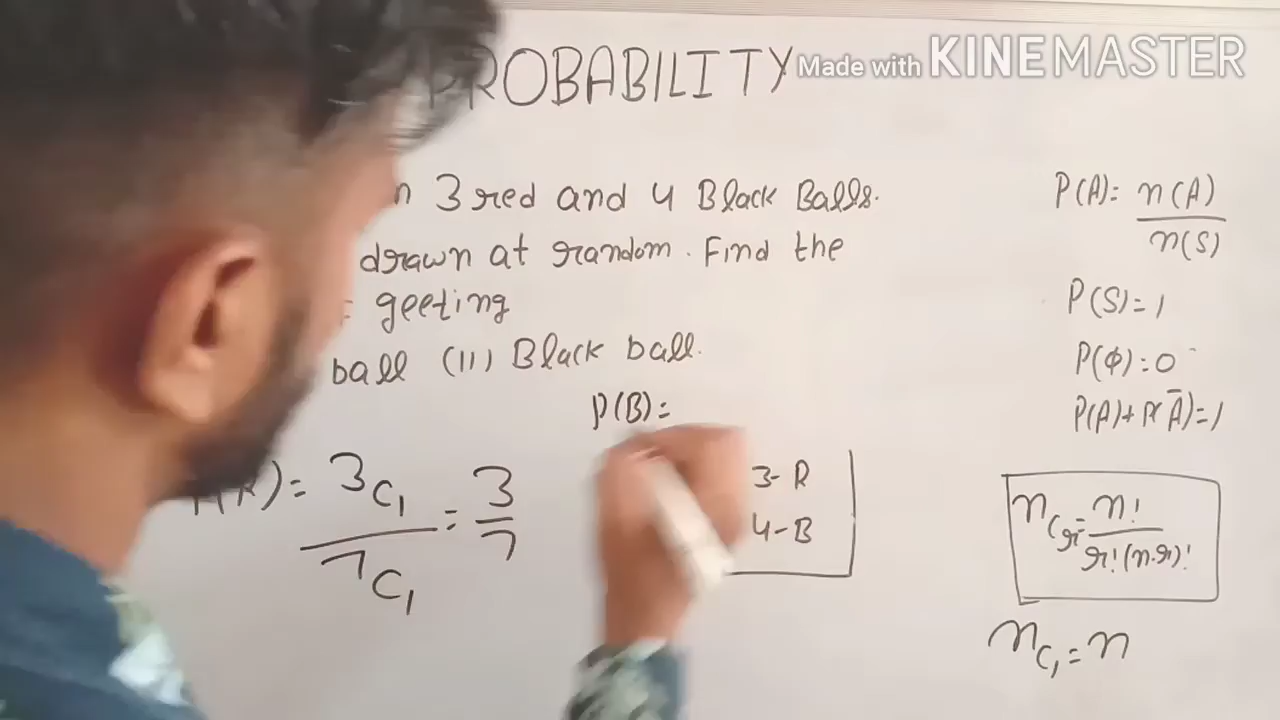 PROBABILITY
Made with KINEMASTER
n 3 red and 4 Black Balls.
drawn at random. Find the
geeting
ball (II) Black ball.
P(B)=
(R)= 3C₁/7C₁ = 3/7
3-R
4-B
P(A)= n(A)/n(S)
P(S)=1
P(Φ)=0
P(A)+P(Ā)=1
nCr= n!/r!(n-r)!
nC₁=n